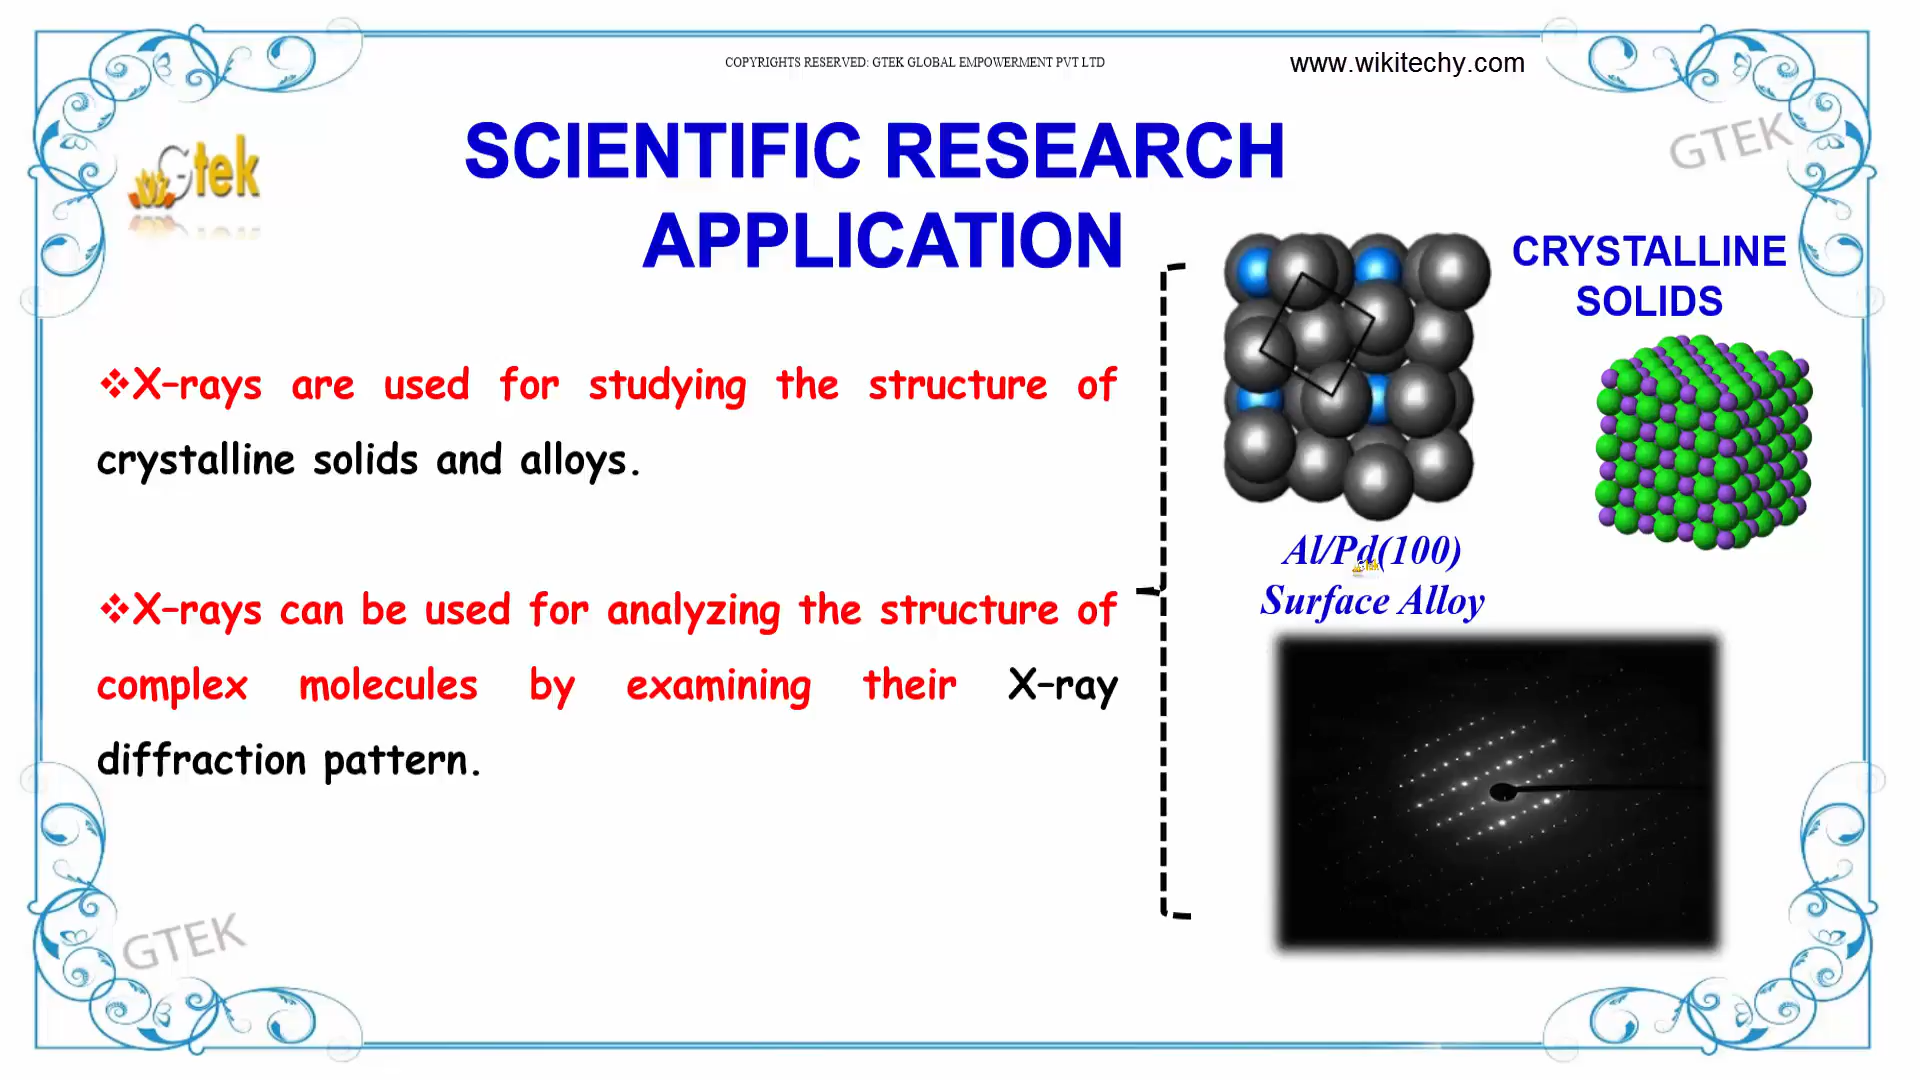 COPYRIGHTS RESERVED: GTEK GLOBAL EMPOWERMENT PVT LTD
www.wikitechy.com
GTEK
Gtek
SCIENTIFIC RESEARCH
APPLICATION
CRYSTALLINE
SOLIDS
❖X-rays are used for studying the structure of
crystalline solids and alloys.
Al/Pd(100)
Surface Alloy
❖X-rays can be used for analyzing the structure of
complex molecules by examining their X-ray
diffraction pattern.
GTEK